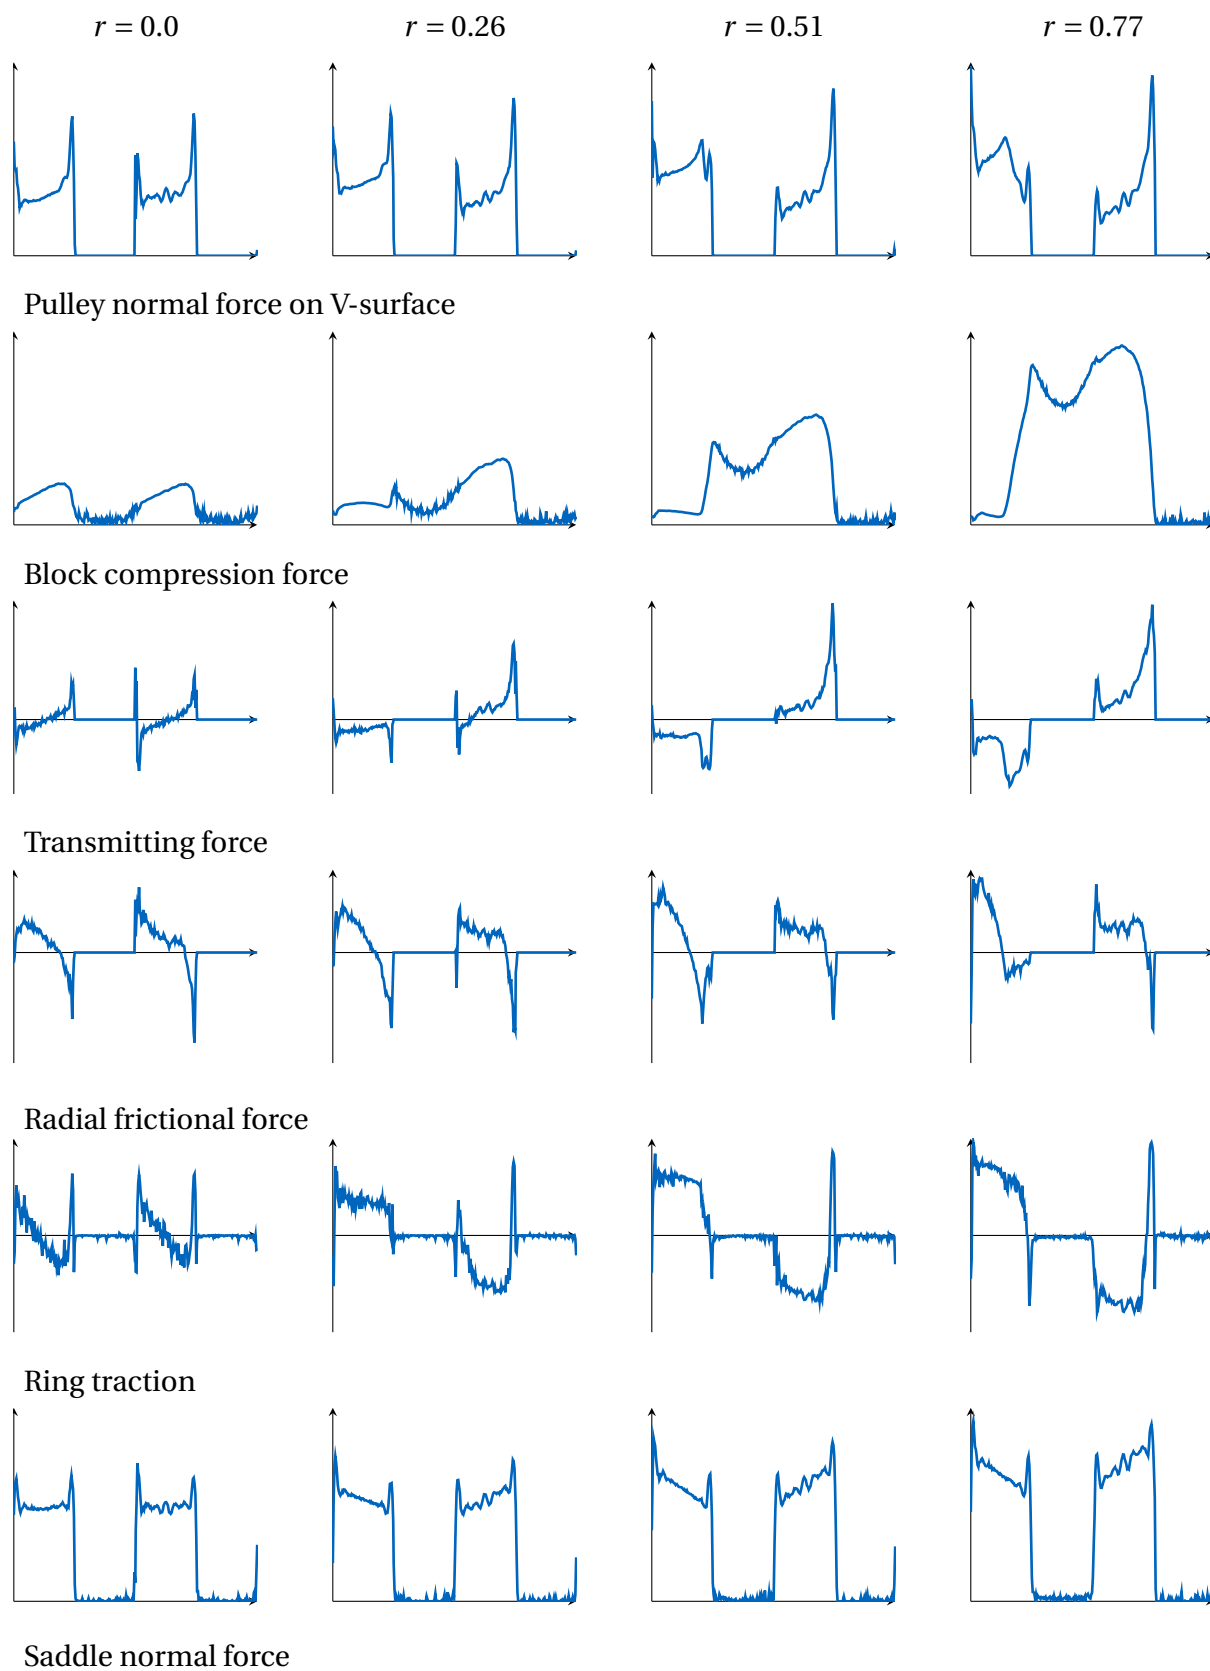 r = 0.0
r = 0.26
r = 0.51
r = 0.77
Pulley normal force on V-surface
Block compression force
Transmitting force
Radial frictional force
Ring traction
Saddle normal force